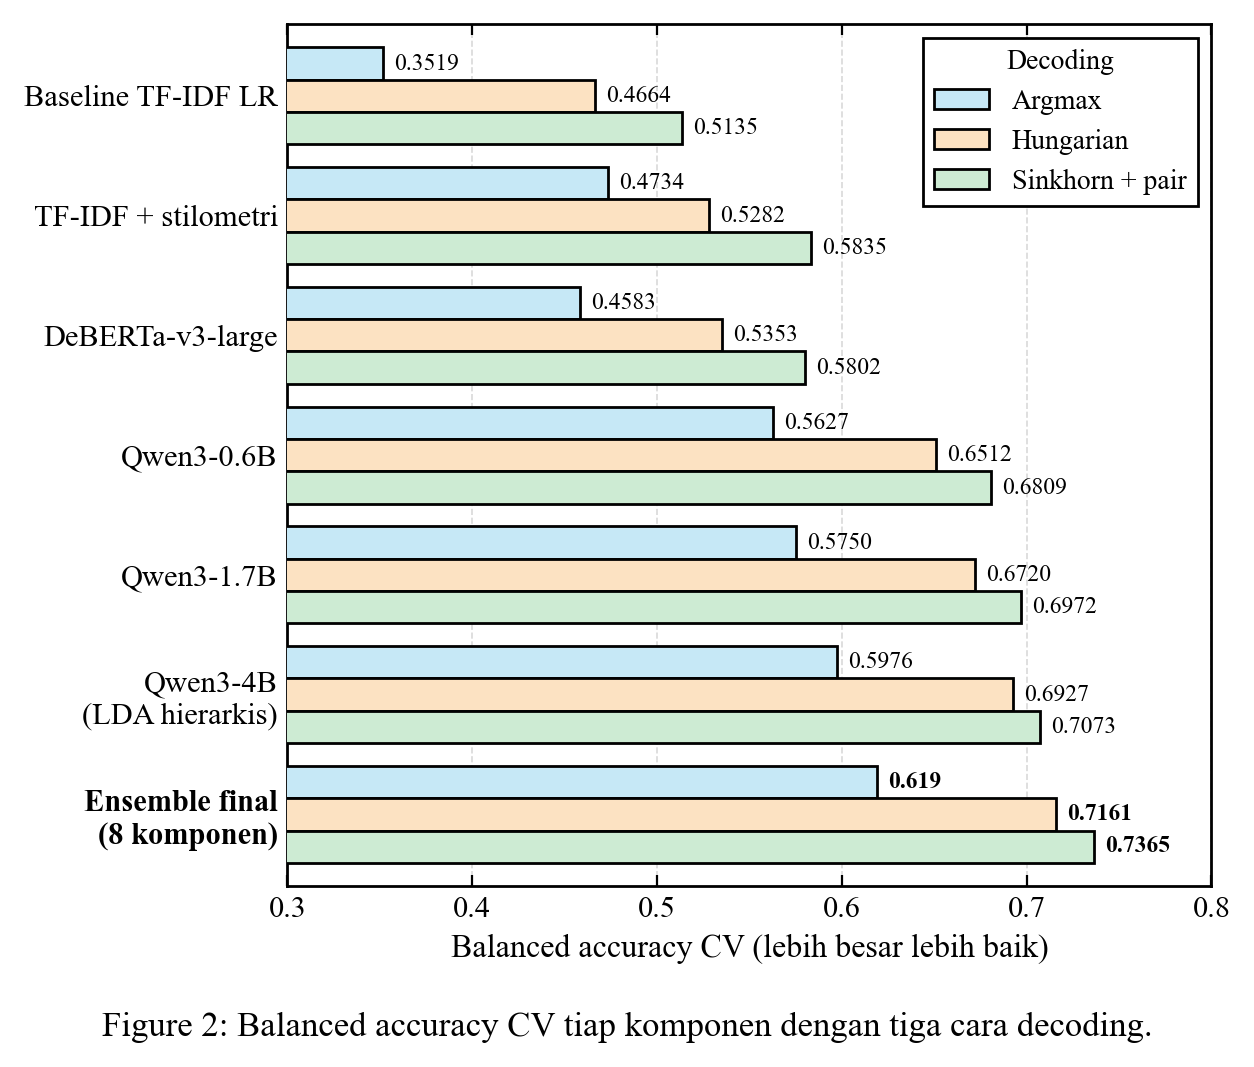 Decoding
Argmax
Hungarian
Sinkhorn + pair
Baseline TF-IDF LR
0.3519
0.4664
0.5135
TF-IDF + stilometri
0.4734
0.5282
0.5835
DeBERTa-v3-large
0.4583
0.5353
0.5802
Qwen3-0.6B
0.5627
0.6512
0.6809
Qwen3-1.7B
0.5750
0.6720
0.6972
Qwen3-4B
(LDA hierarkis)
0.5976
0.6927
0.7073
Ensemble final
(8 komponen)
0.619
0.7161
0.7365
0.3 0.4 0.5 0.6 0.7 0.8
Balanced accuracy CV (lebih besar lebih baik)
Figure 2: Balanced accuracy CV tiap komponen dengan tiga cara decoding.